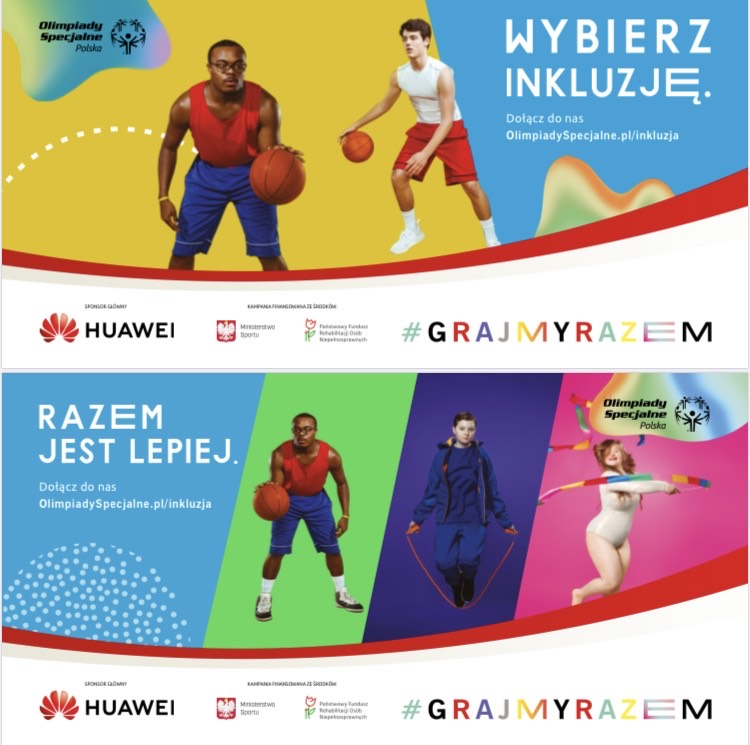 Olimpiady
Specjalne
Polska
WYBIERZ
INKLUZJĘ.
Dołącz do nas
OlimpiadySpecjalne.pl/inkluzja
SPONSOR GŁÓWNY
KAMPANIA FINANSOWANA ZE ŚRODKÓW:
HUAWEI
Ministerstwo
Sportu
Państwowy Fundusz
Rehabilitacji Osób
Niepełnosprawnych
#GRAJMYRAZEM
RAZEM
JEST LEPIEJ.
Dołącz do nas
OlimpiadySpecjalne.pl/inkluzja
Olimpiady
Specjalne
Polska
SPONSOR GŁÓWNY
KAMPANIA FINANSOWANA ZE ŚRODKÓW:
HUAWEI
Ministerstwo
Sportu
Państwowy Fundusz
Rehabilitacji Osób
Niepełnosprawnych
#GRAJMYRAZEM